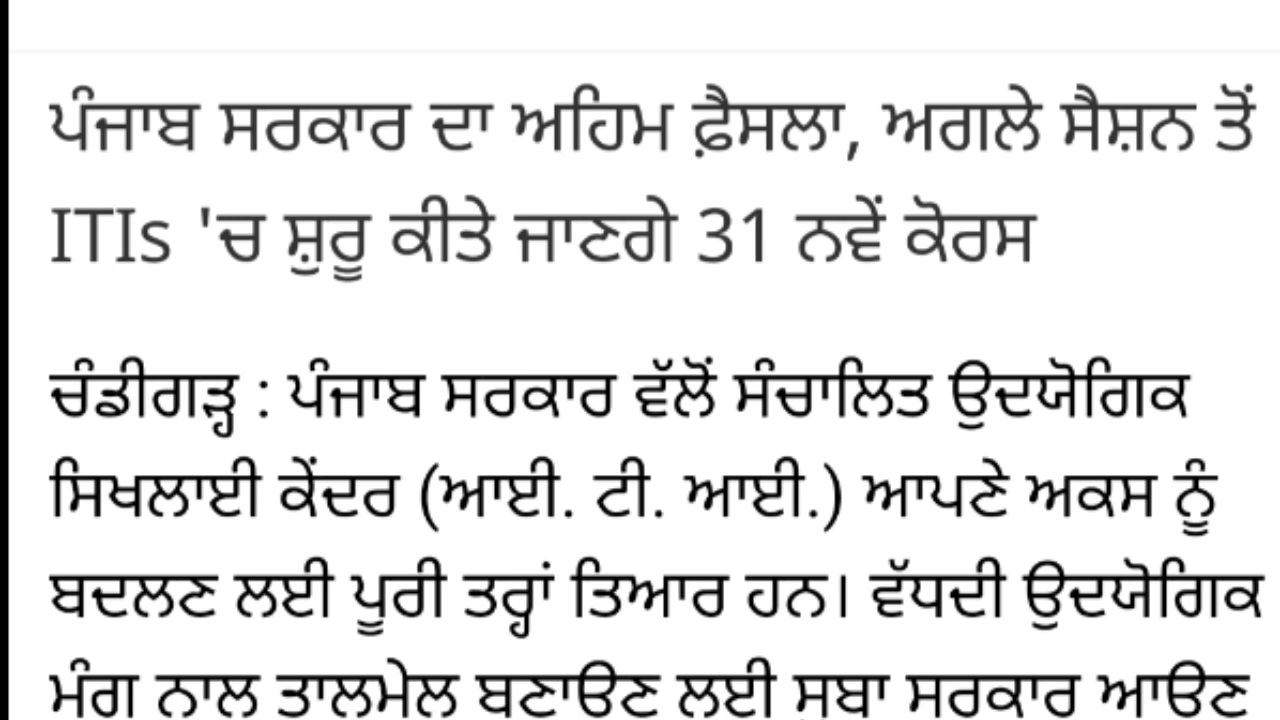 ਪੰਜਾਬ ਸਰਕਾਰ ਦਾ ਅਹਿਮ ਫ਼ੈਸਲਾ, ਅਗਲੇ ਸੈਸ਼ਨ ਤੋਂ
ITIs 'ਚ ਸ਼ੁਰੂ ਕੀਤੇ ਜਾਣਗੇ 31 ਨਵੇਂ ਕੋਰਸ
ਚੰਡੀਗੜ੍ਹ : ਪੰਜਾਬ ਸਰਕਾਰ ਵੱਲੋਂ ਸੰਚਾਲਿਤ ਉਦਯੋਗਿਕ
ਸਿਖਲਾਈ ਕੇਂਦਰ (ਆਈ. ਟੀ. ਆਈ.) ਆਪਣੇ ਅਕਸ ਨੂੰ
ਬਦਲਣ ਲਈ ਪੂਰੀ ਤਰ੍ਹਾਂ ਤਿਆਰ ਹਨ। ਵੱਧਦੀ ਉਦਯੋਗਿਕ
ਮੰਗ ਨਾਲ ਤਾਲਮੇਲ ਬਣਾਉਣ ਲਈ ਸੂਬਾ ਸਰਕਾਰ ਆਉਣ